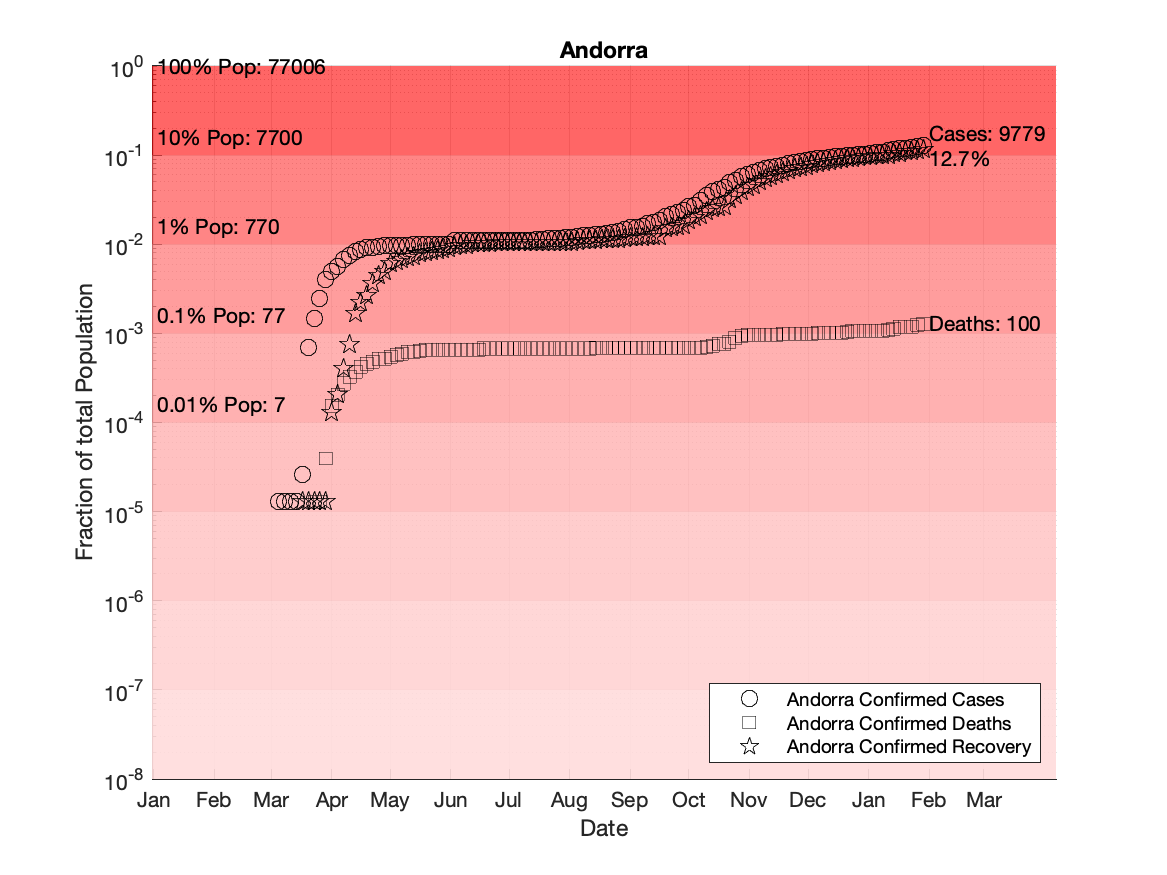 Andorra
10^0
100% Pop: 77006
10% Pop: 7700
Cases: 9779
10^-1
12.7%
1% Pop: 770
10^-2
0.1% Pop: 77
Deaths: 100
10^-3
0.01% Pop: 7
10^-4
10^-5
10^-6
10^-7
10^-8
Fraction of total Population
Andorra Confirmed Cases
Andorra Confirmed Deaths
Andorra Confirmed Recovery
Jan Feb Mar Apr May Jun Jul Aug Sep Oct Nov Dec Jan Feb Mar
Date